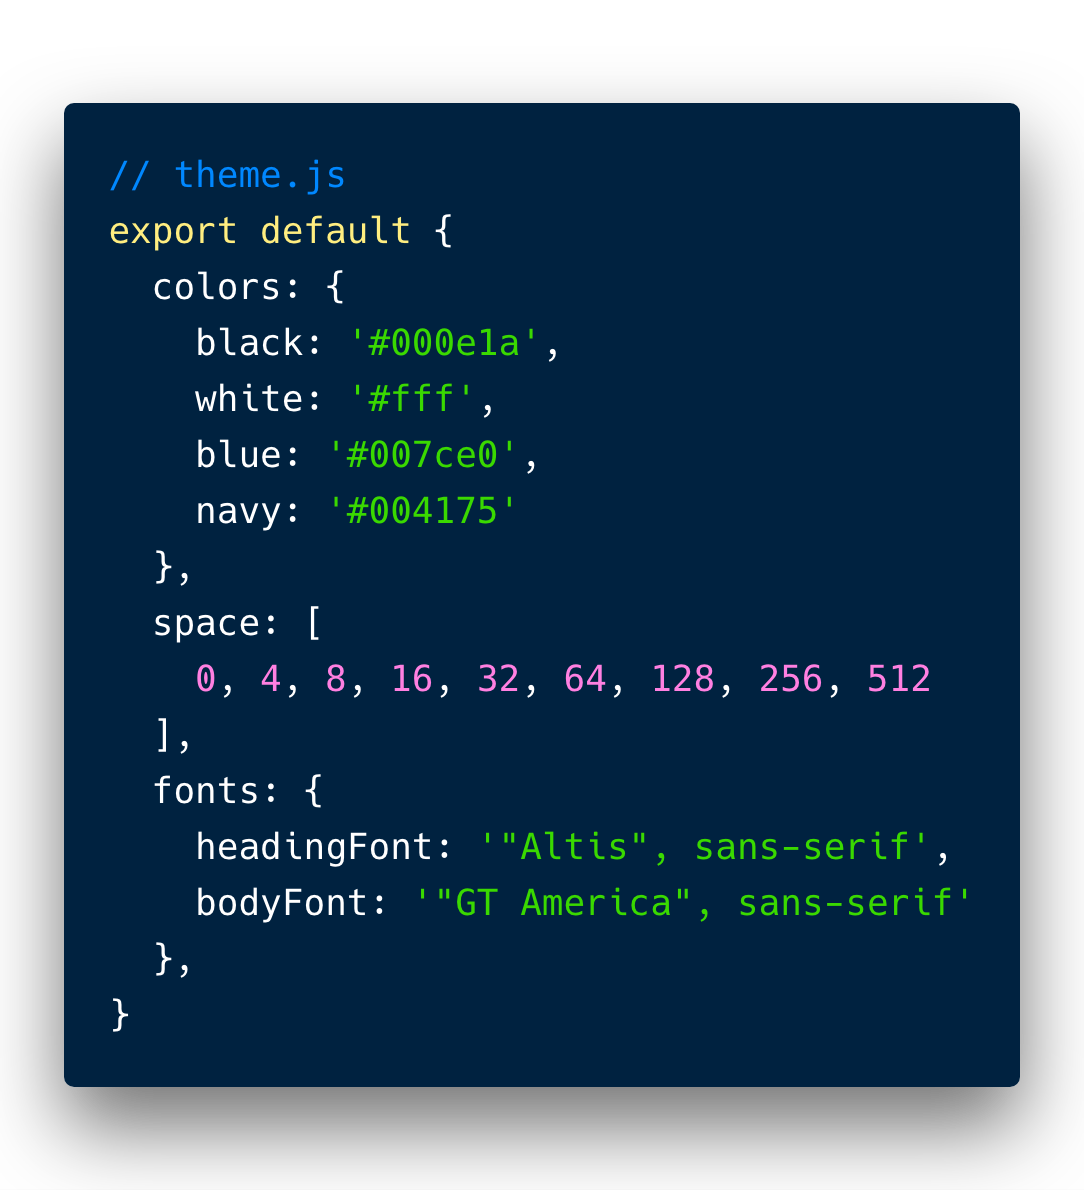 // theme.js
export default {
  colors: {
    black: '#000e1a',
    white: '#fff',
    blue: '#007ce0',
    navy: '#004175'
  },
  space: [
    0, 4, 8, 16, 32, 64, 128, 256, 512
  ],
  fonts: {
    headingFont: '"Altis", sans-serif',
    bodyFont: '"GT America", sans-serif'
  },
}